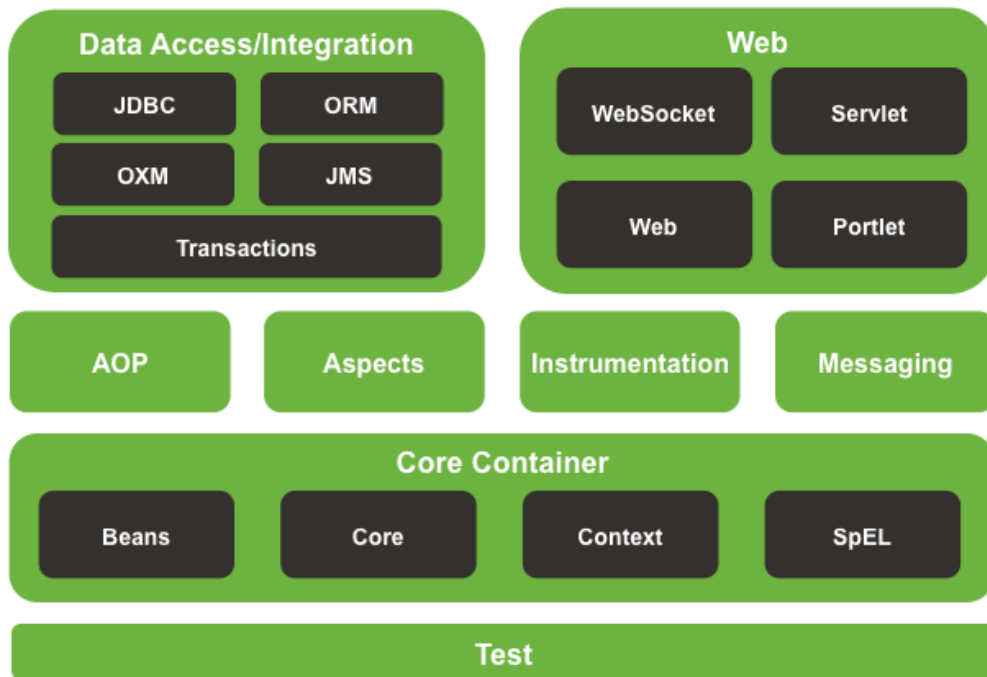 Data Access/Integration
JDBC
ORM
OXM
JMS
Transactions
Web
WebSocket
Servlet
Web
Portlet
AOP
Aspects
Instrumentation
Messaging
Core Container
Beans
Core
Context
SpEL
Test